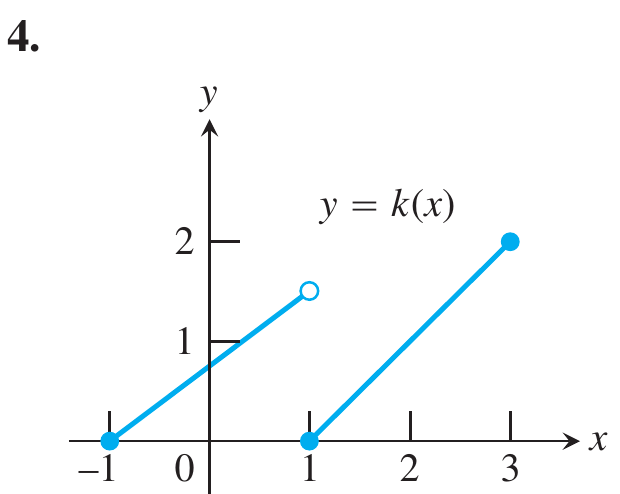 4.
y
y = k(x)
2
1
–1 0 1 2 3 x